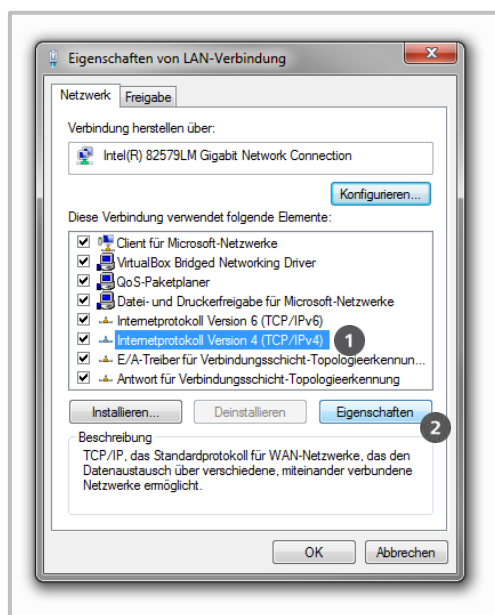 Eigenschaften von LAN-Verbindung
Netzwerk Freigabe
Verbindung herstellen über:
Intel(R) 82579LM Gigabit Network Connection
Konfigurieren...
Diese Verbindung verwendet folgende Elemente:
Client für Microsoft-Netzwerke
VirtualBox Bridged Networking Driver
QoS-Paketplaner
Datei- und Druckerfreigabe für Microsoft-Netzwerke
Internetprotokoll Version 6 (TCP/IPv6)
Internetprotokoll Version 4 (TCP/IPv4) 1
E/A-Treiber für Verbindungsschicht-Topologieerkennun...
Antwort für Verbindungsschicht-Topologieerkennung
Installieren... Deinstallieren Eigenschaften 2
Beschreibung
TCP/IP, das Standardprotokoll für WAN-Netzwerke, das den
Datenaustausch über verschiedene, miteinander verbundene
Netzwerke ermöglicht.
OK Abbrechen